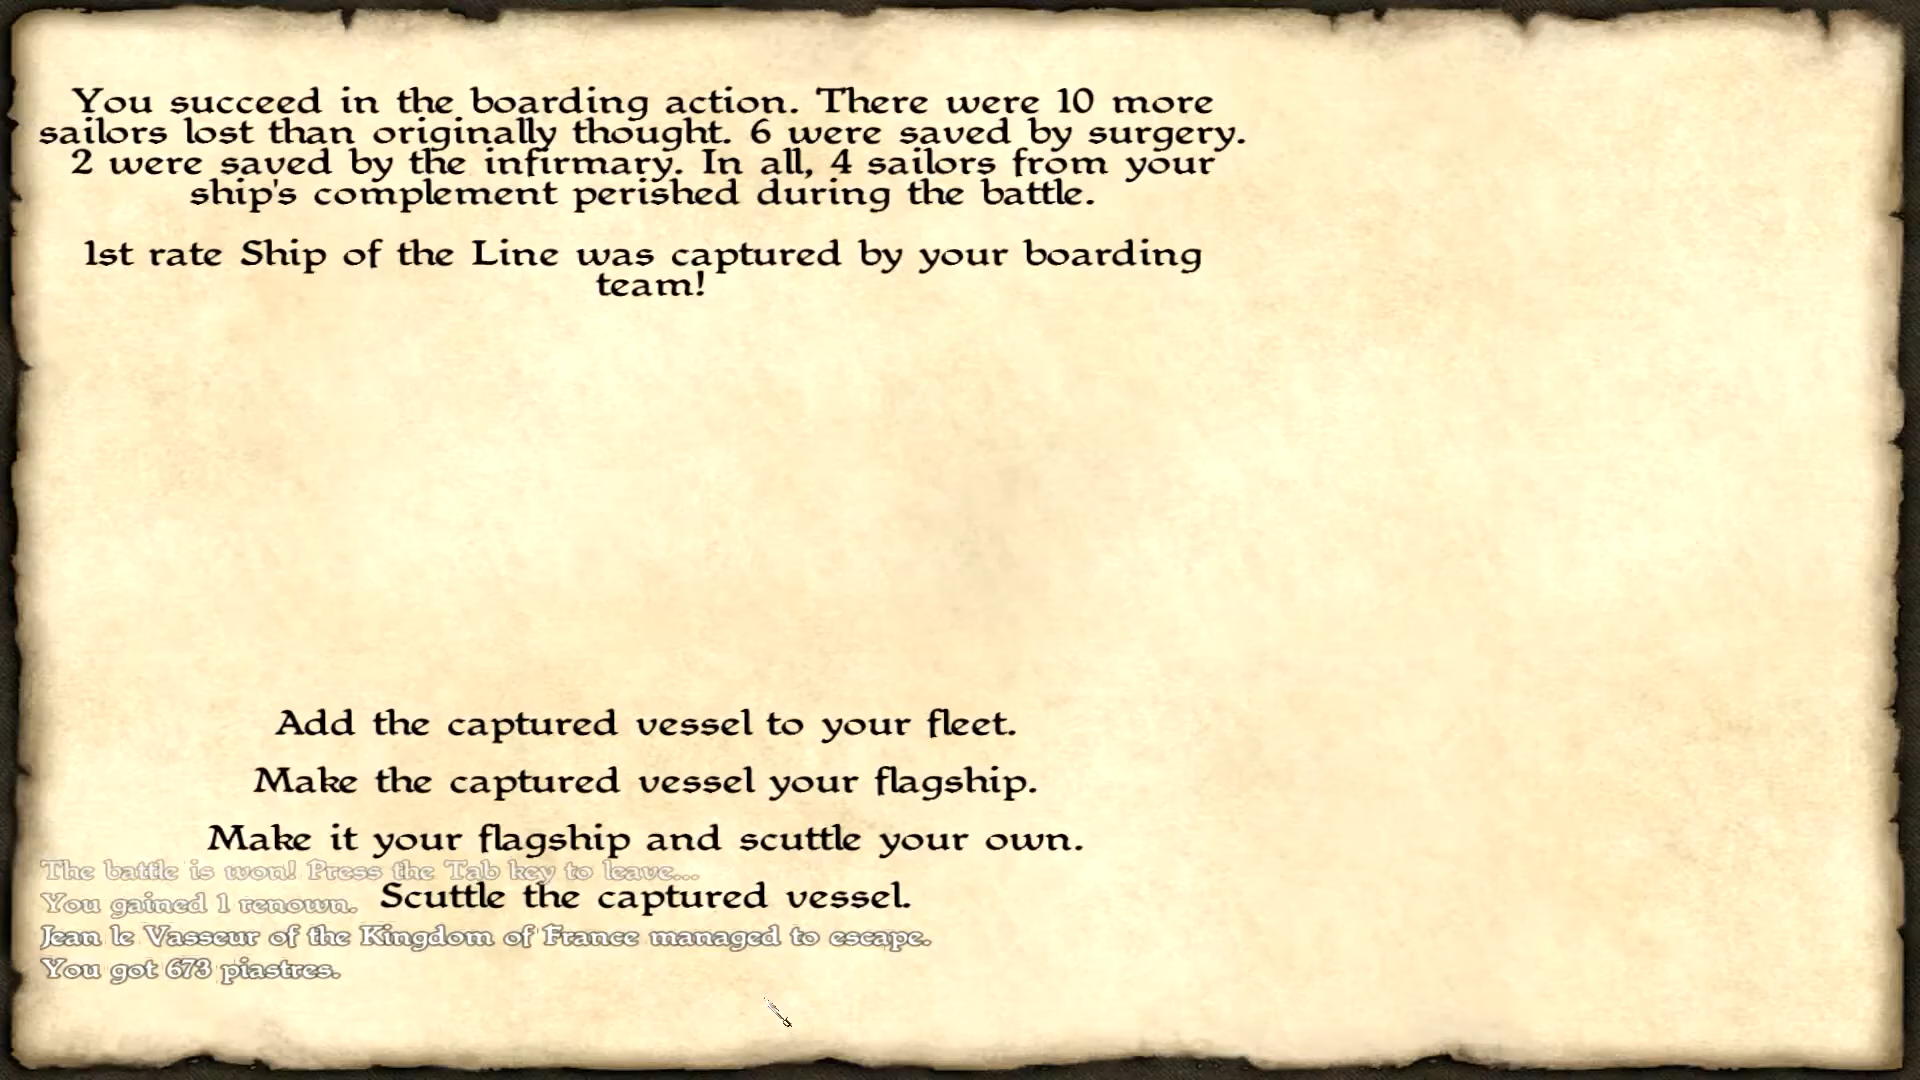 You succeed in the boarding action. There were 10 more
sailors lost than originally thought. 6 were saved by surgery.
2 were saved by the infirmary. In all, 4 sailors from your
ship's complement perished during the battle.
1st rate Ship of the Line was captured by your boarding
team!
Add the captured vessel to your fleet.
Make the captured vessel your flagship.
Make it your flagship and scuttle your own.
The battle is won! Press the Tab key to leave...
Scuttle the captured vessel.
You gained 1 renown.
Jean le Vasseur of the Kingdom of France managed to escape.
You got 673 piastres.